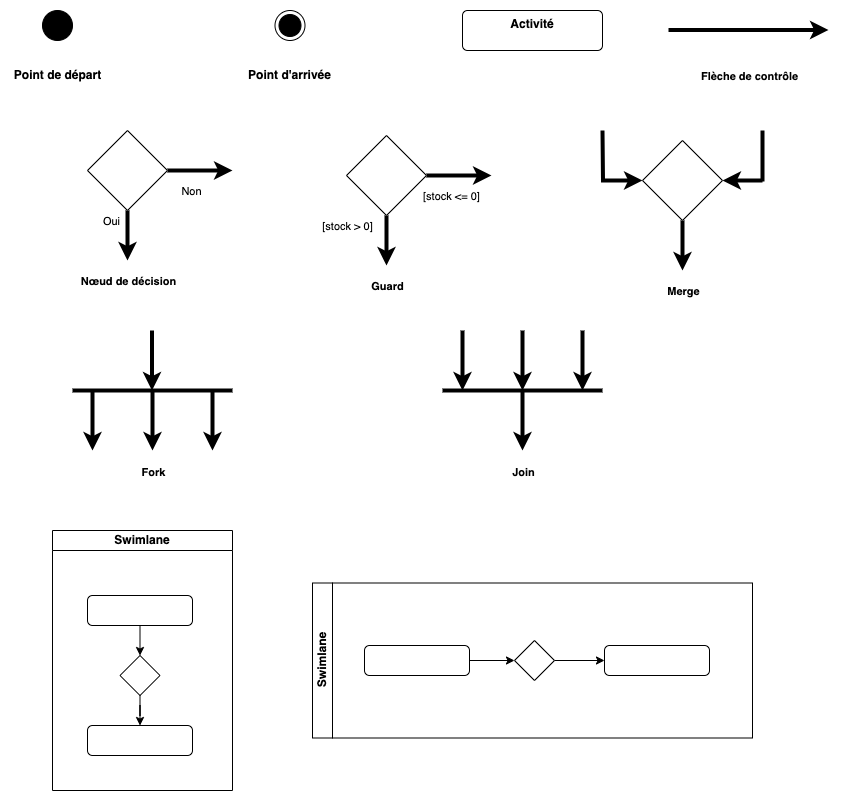 Activité
Point de départ
Point d'arrivée
Flèche de contrôle
Non
Oui
[stock <= 0]
[stock > 0]
Nœud de décision
Guard
Merge
Fork
Join
Swimlane
Swimlane